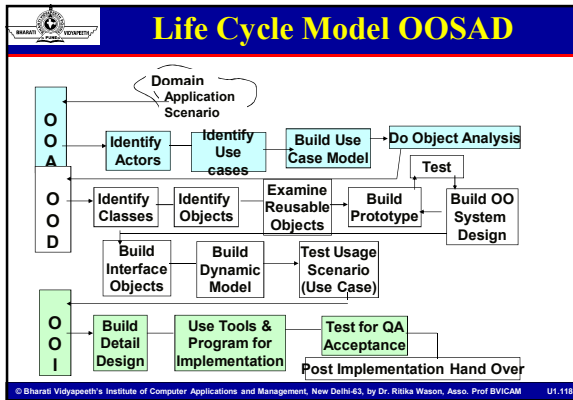 BHARATI VIDYAPEETH
PUNE
Life Cycle Model OOSAD
Domain
Application
Scenario
O
O
A
Identify
Actors
Identify
Use
cases
Build Use
Case Model
Do Object Analysis
Test
O
O
D
Identify
Classes
Identify
Objects
Examine
Reusable
Objects
Build
Prototype
Build OO
System
Design
Build
Interface
Objects
Build
Dynamic
Model
Test Usage
Scenario
(Use Case)
O
O
I
Build
Detail
Design
Use Tools &
Program for
Implementation
Test for QA
Acceptance
Post Implementation Hand Over
© Bharati Vidyapeeth's Institute of Computer Applications and Management, New Delhi-63, by Dr. Ritika Wason, Asso. Prof BVICAM U1.118